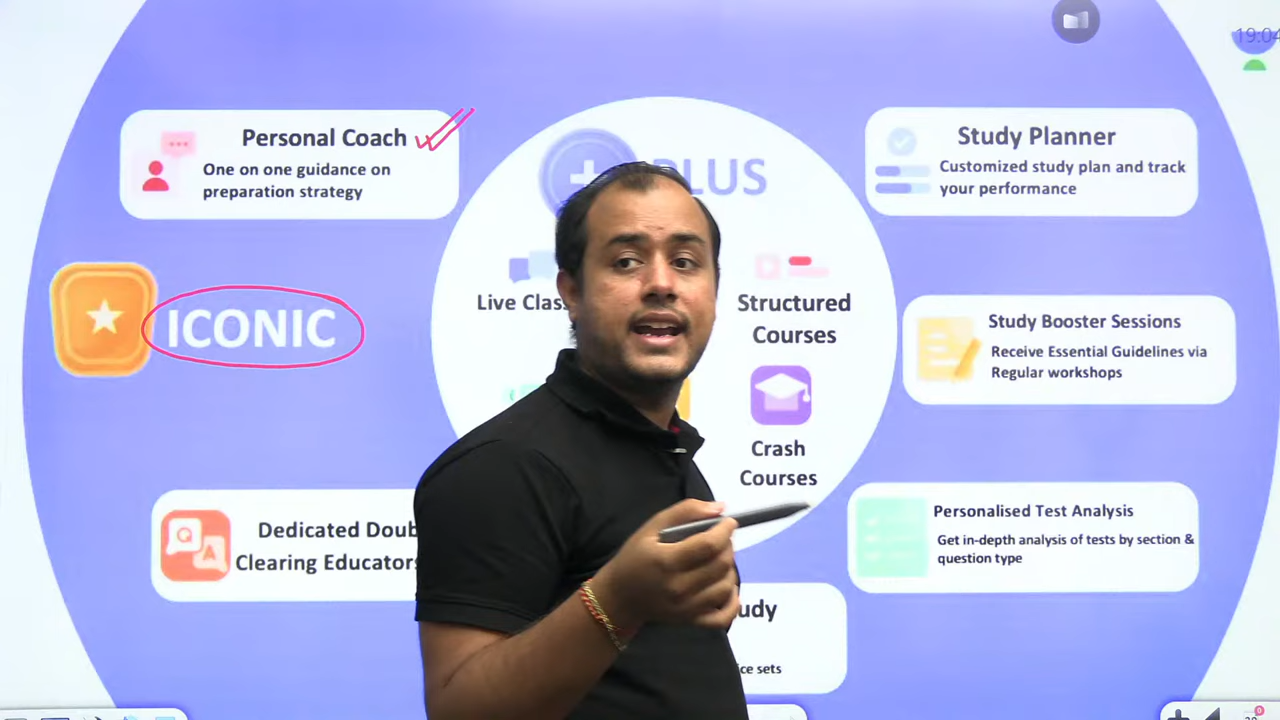 19:04
Personal Coach
One on one guidance on
preparation strategy
PLUS
Study Planner
Customized study plan and track
your performance
ICONIC
Live Class
Structured
Courses
Study Booster Sessions
Receive Essential Guidelines via
Regular workshops
Crash
Courses
Dedicated Doub
Clearing Educators
Q
A
Personalised Test Analysis
Get in-depth analysis of tests by section &
question type
udy
ice sets